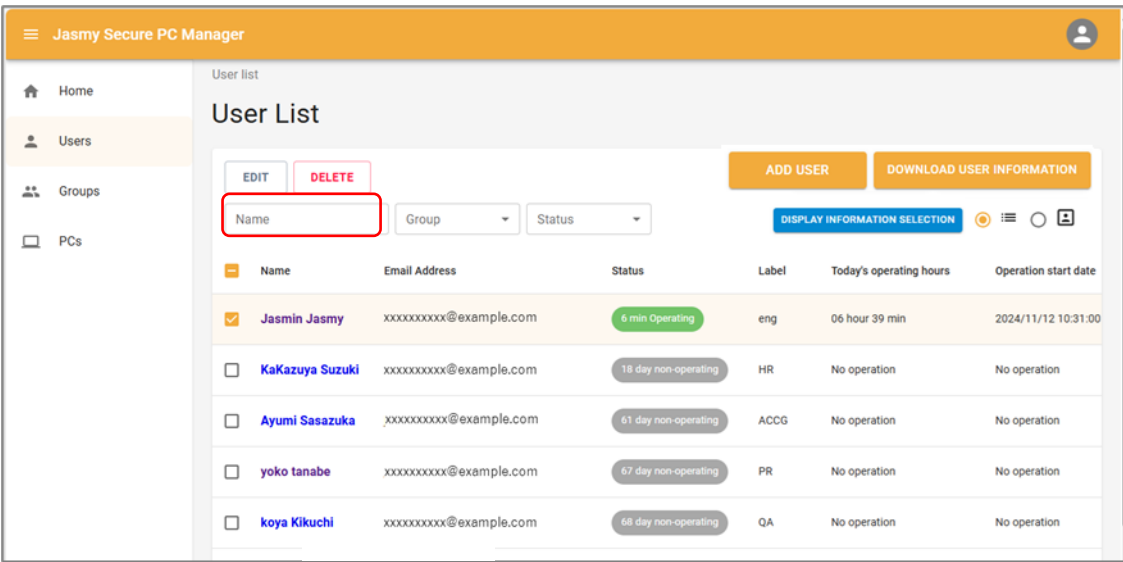 Jasmy Secure PC Manager
Home
Users
Groups
PCs
User list
User List
EDIT DELETE ADD USER DOWNLOAD USER INFORMATION
Name Group Status DISPLAY INFORMATION SELECTION
Name Email Address Status Label Today's operating hours Operation start date
Jasmin Jasmy xxxxxxxxxx@example.com 6 min Operating eng 06 hour 39 min 2024/11/12 10:31:00
KaKazuya Suzuki xxxxxxxxxx@example.com 18 day non-operating HR No operation No operation
Ayumi Sasazuka xxxxxxxxxx@example.com 61 day non-operating ACCG No operation No operation
yoko tanabe xxxxxxxxxx@example.com 67 day non-operating PR No operation No operation
koya Kikuchi xxxxxxxxxx@example.com 68 day non-operating QA No operation No operation